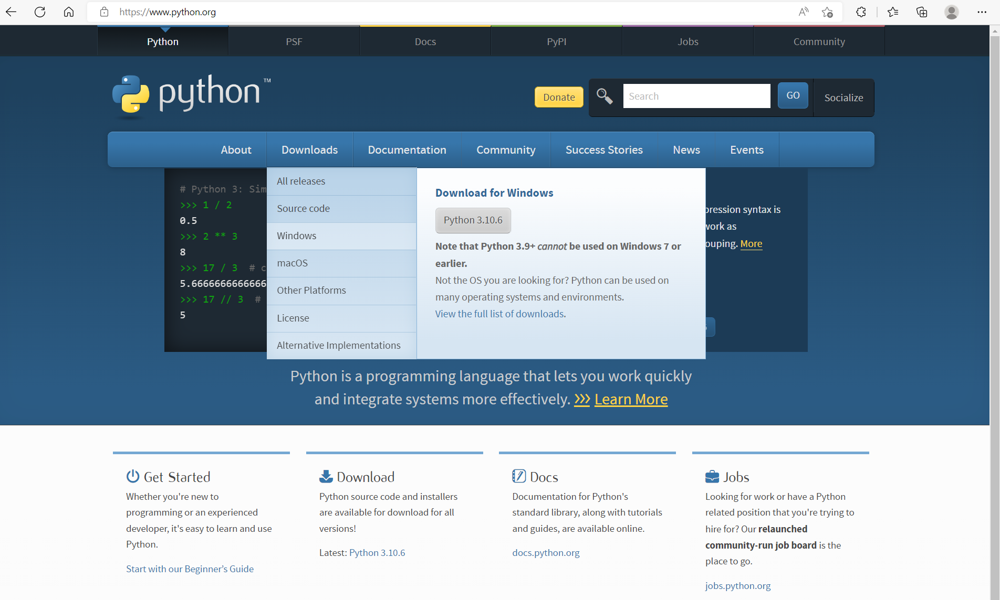 https://www.python.org
Python
PSF
Docs
PyPI
Jobs
Community
python™
Donate
Search
GO
Socialize
About
Downloads
Documentation
Community
Success Stories
News
Events
# Python 3: Sim
>>> 1 / 2
0.5
>>> 2 ** 3
8
>>> 17 / 3 # c
5.6666666666666
>>> 17 // 3 #
5
All releases
Source code
Windows
macOS
Other Platforms
License
Alternative Implementations
Download for Windows
Python 3.10.6
Note that Python 3.9+ cannot be used on Windows 7 or
earlier.
Not the OS you are looking for? Python can be used on
many operating systems and environments.
View the full list of downloads.
pression syntax is
work as
ouping. More
Python is a programming language that lets you work quickly
and integrate systems more effectively. >>> Learn More
Get Started
Whether you're new to
programming or an experienced
developer, it's easy to learn and use
Python.
Start with our Beginner’s Guide
Download
Python source code and installers
are available for download for all
versions!
Latest: Python 3.10.6
Docs
Documentation for Python's
standard library, along with tutorials
and guides, are available online.
docs.python.org
Jobs
Looking for work or have a Python
related position that you're trying to
hire for? Our relaunched
community-run job board is the
place to go.
jobs.python.org